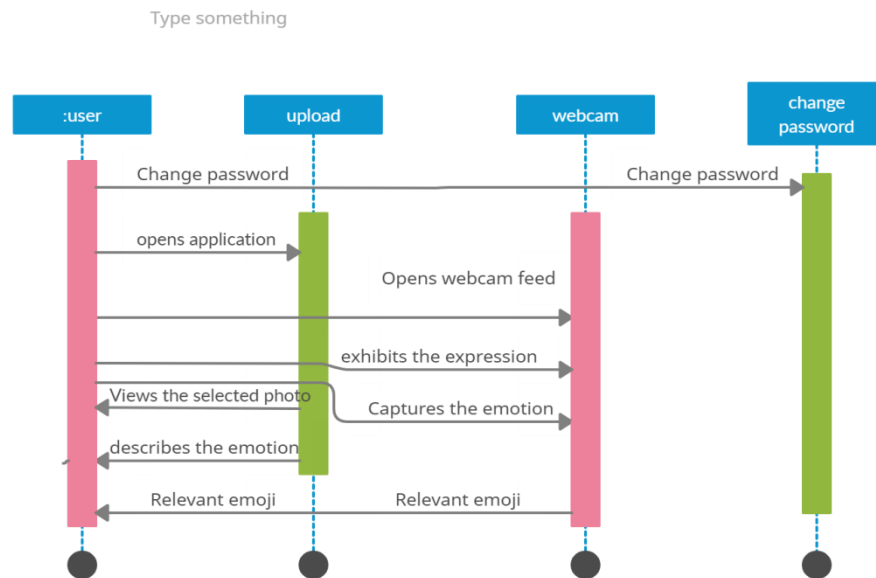 Type something
:user
upload
webcam
change
password
Change password
Change password
opens application
Opens webcam feed
exhibits the expression
Views the selected photo
Captures the emotion
describes the emotion
Relevant emoji
Relevant emoji